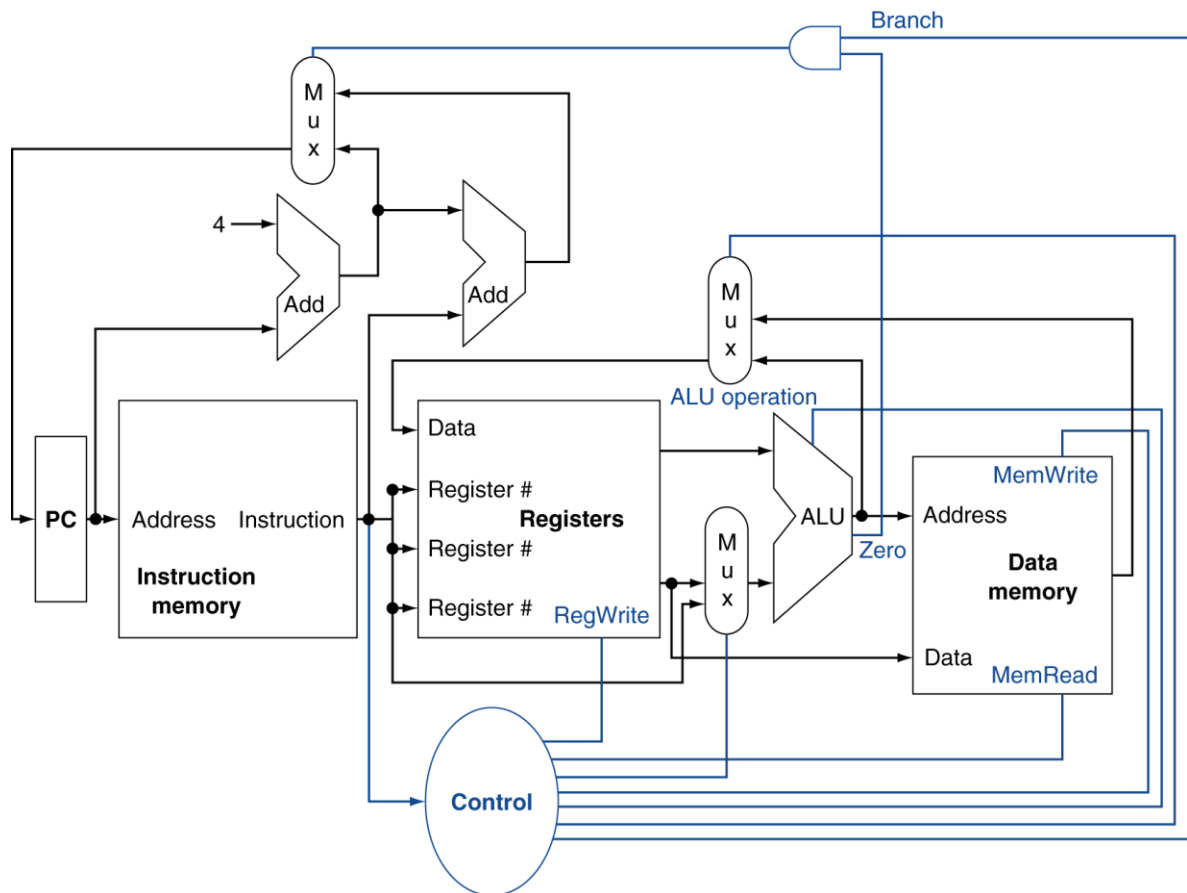 Branch
M
u
x
4
Add
Add
M
u
x
ALU operation
Data
Register #
Register #
Register #
Registers
RegWrite
PC
Address
Instruction
Instruction
memory
M
u
x
ALU
Zero
MemWrite
Address
Data
memory
Data
MemRead
Control